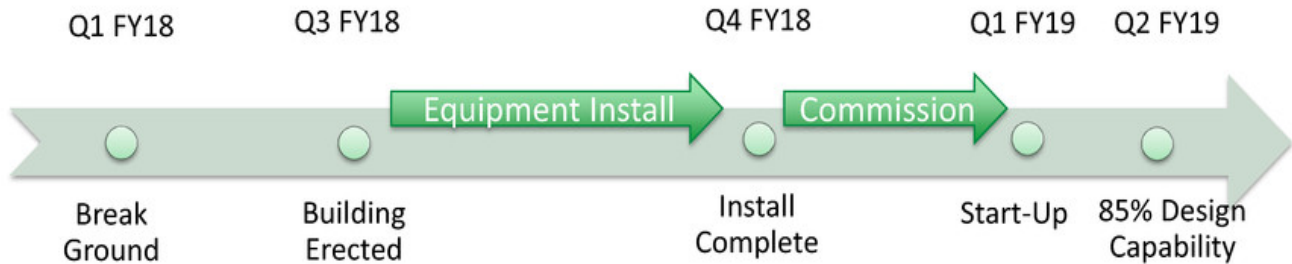 Q1 FY18
Q3 FY18
Q4 FY18
Q1 FY19
Q2 FY19
Equipment Install
Commission
Break
Ground
Building
Erected
Install
Complete
Start-Up
85% Design
Capability